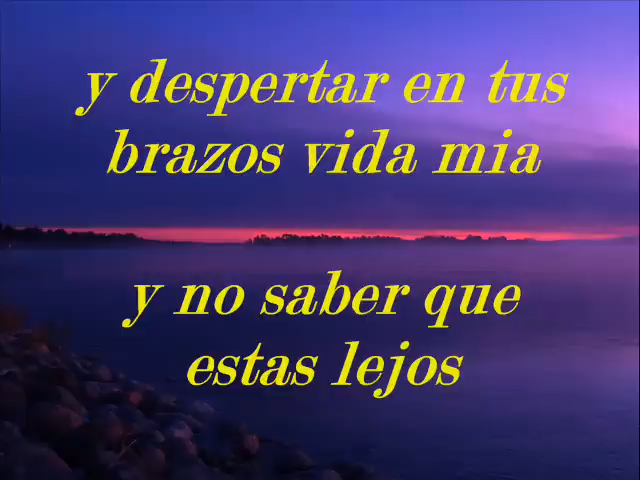 y despertar en tus
brazos vida mia
y no saber que
estas lejos